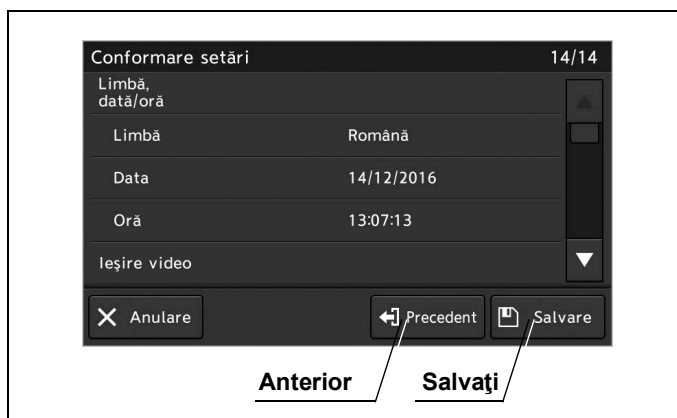 Conformare setări 14/14
Limbă,
dată/oră
Limbă Română
Data 14/12/2016
Oră 13:07:13
Ieşire video
Anulare Precedent Salvare
Anterior Salvaţi